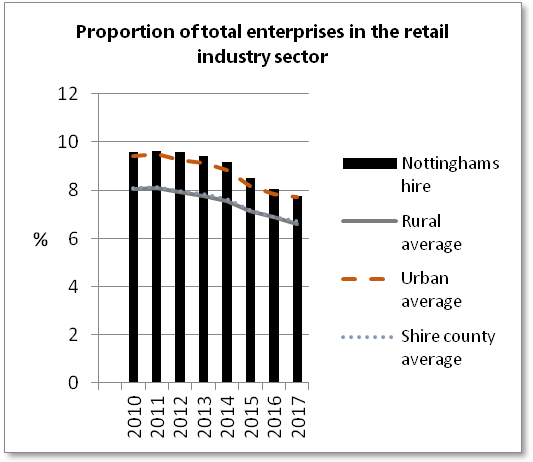 Proportion of total enterprises in the retail
industry sector
12
10
8
6
4
2
0
%
2010
2011
2012
2013
2014
2015
2016
2017
Nottinghams
hire
Rural
average
Urban
average
Shire county
average